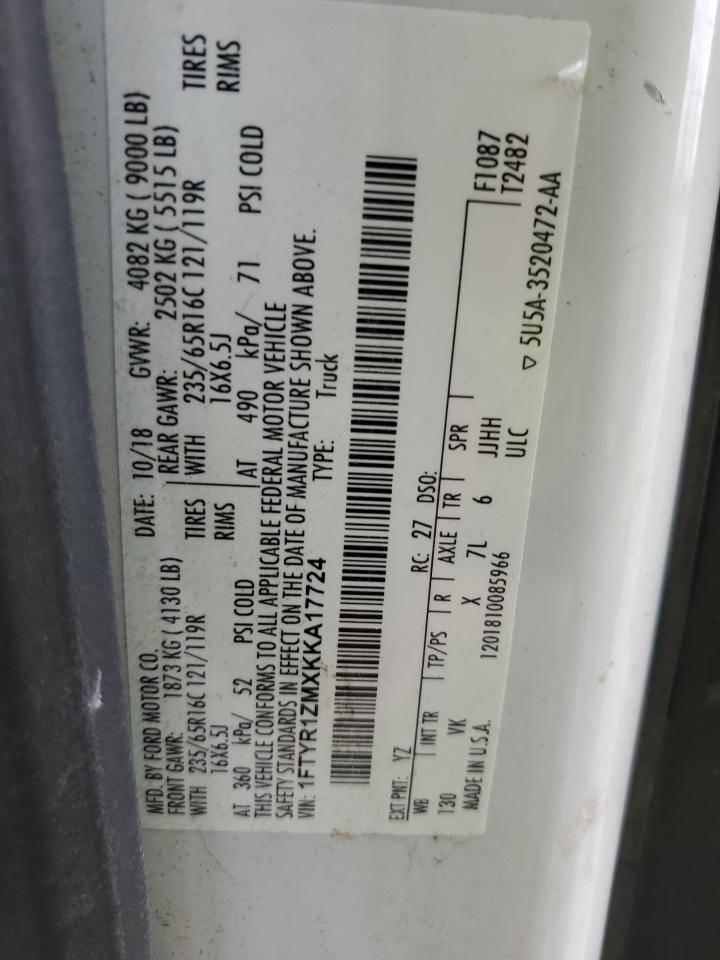 MFD. BY FORD MOTOR CO. DATE: 10/18 GVWR: 4082 KG ( 9000 LB)
FRONT GAWR: 1873 KG ( 4130 LB) REAR GAWR: 2502 KG ( 5515 LB)
WITH 235/65R16C 121/119R TIRES WITH 235/65R16C 121/119R TIRES
16X6.5J RIMS 16X6.5J RIMS
AT 360 kPa/ 52 PSI COLD AT 490 kPa/ 71 PSI COLD
THIS VEHICLE CONFORMS TO ALL APPLICABLE FEDERAL MOTOR VEHICLE
SAFETY STANDARDS IN EFFECT ON THE DATE OF MANUFACTURE SHOWN ABOVE.
VIN: 1FTYR1ZMXKKA17724 TYPE: Truck
EXT PNT: YZ RC: 27 DSO:
WB INT TR TP/PS R AXLE TR SPR F1087
130 VK X 7L 6 JJHH T2482
MADE IN U.S.A. 1201810085966 ULC
▽ 5U5A-3520472-AA